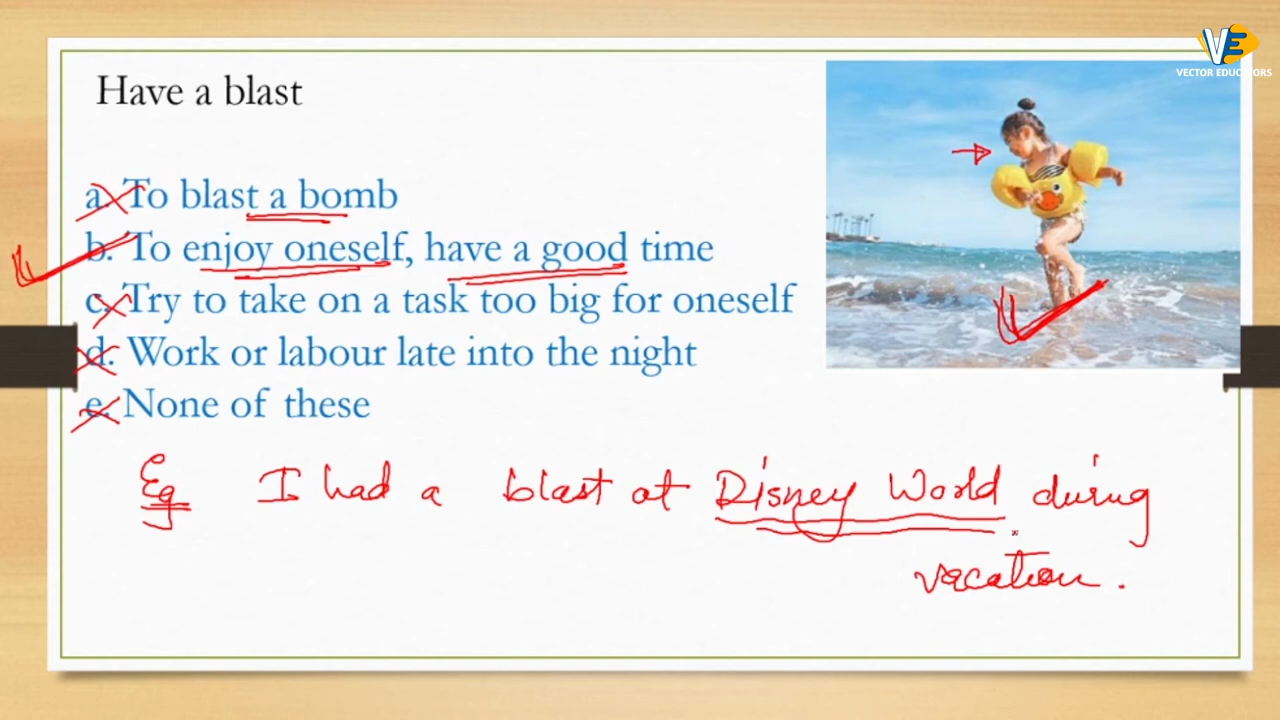 VE
VECTOR EDUCATORS
Have a blast
a. To blast a bomb
b. To enjoy oneself, have a good time
c. Try to take on a task too big for oneself
d. Work or labour late into the night
e. None of these
Eg I had a blast at Disney World during
vacation.